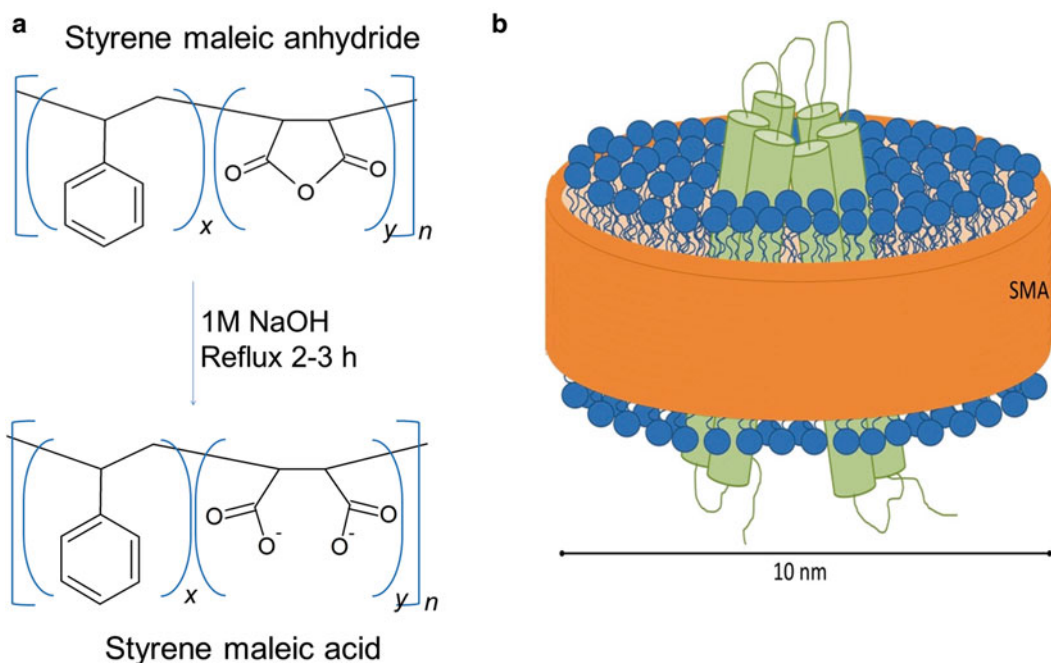 a
Styrene maleic anhydride
O
O
O
x
y
n
1M NaOH
Reflux 2-3 h
O
O-
O-
O
x
y
n
Styrene maleic acid
b
SMA
10 nm